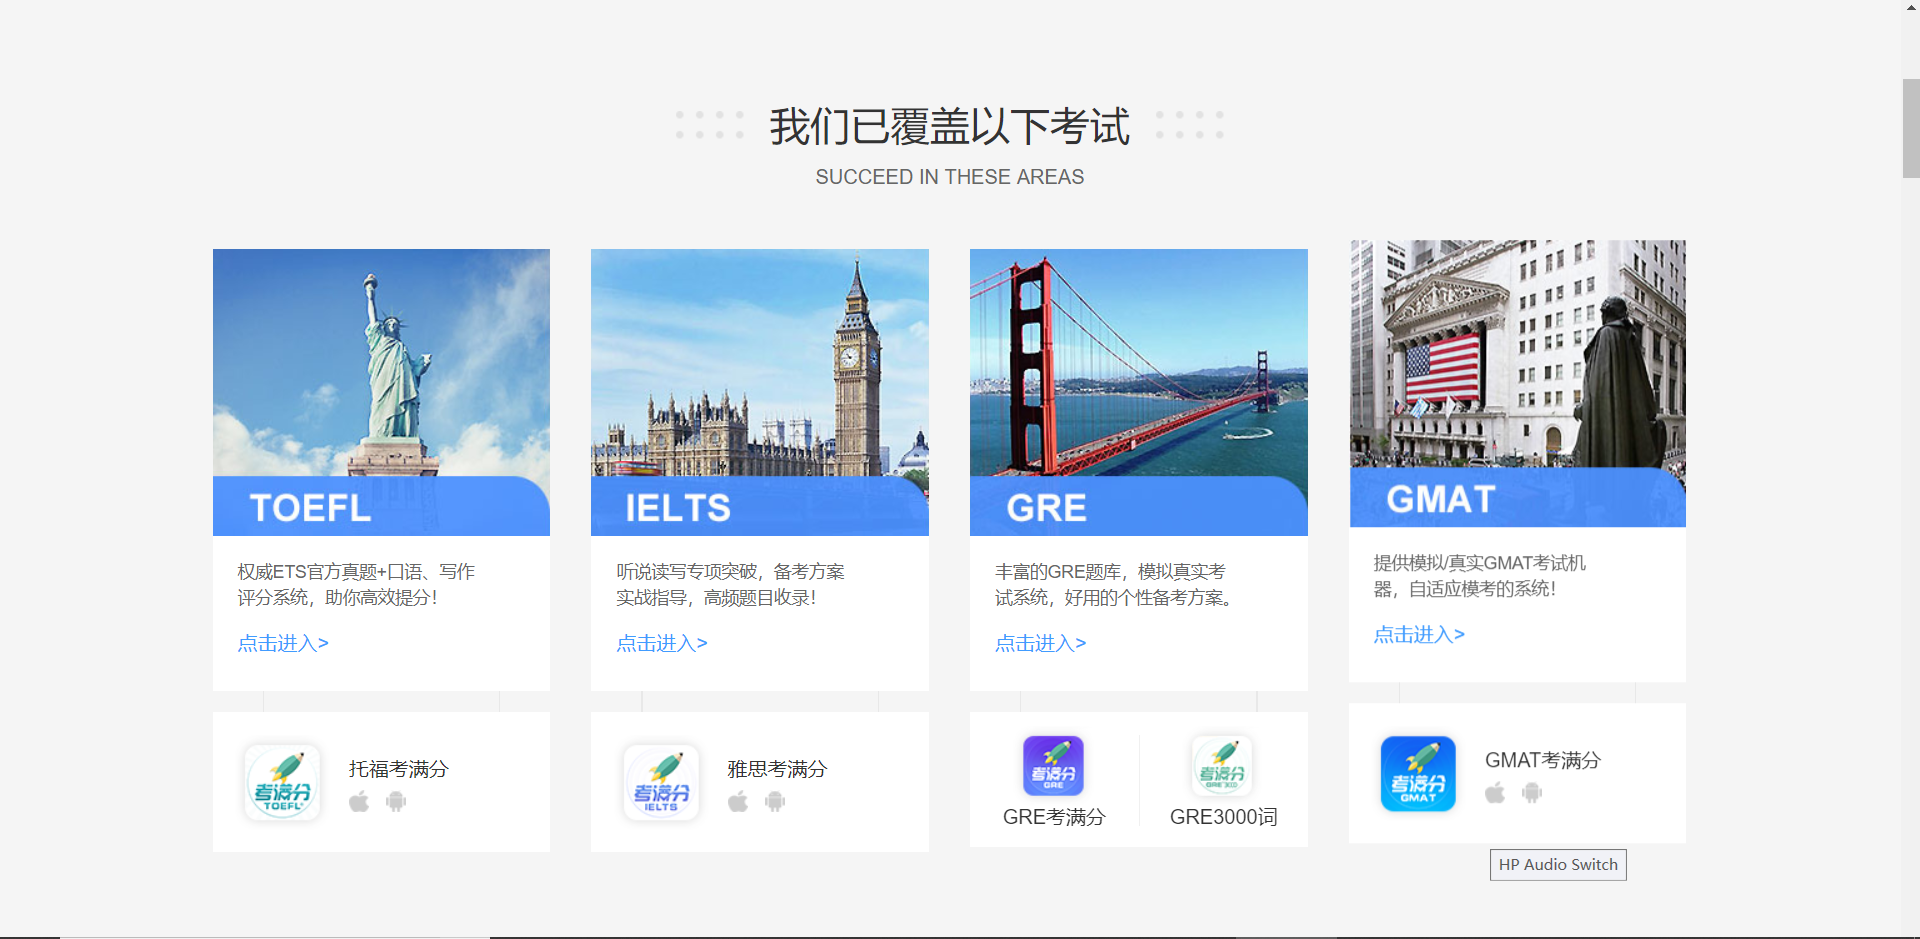 我们已覆盖以下考试
SUCCEED IN THESE AREAS
TOEFL
权威ETS官方真题+口语、写作
评分系统，助你高效提分！
点击进入>
考满分
TOEFL
托福考满分
IELTS
听说读写专项突破，备考方案
实战指导，高频题目收录！
点击进入>
考满分
IELTS
雅思考满分
GRE
丰富的GRE题库，模拟真实考
试系统，好用的个性备考方案。
点击进入>
考满分
GRE
GRE考满分
考满分
GRE 3000
GRE3000词
GMAT
提供模拟/真实GMAT考试机
器，自适应模考的系统！
点击进入>
考满分
GMAT
GMAT考满分
HP Audio Switch